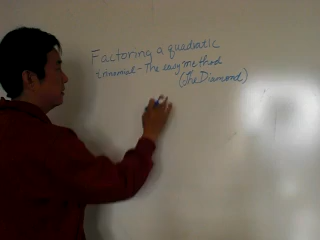 Factoring a quadratic
trinomial - The easy method
(The Diamond)